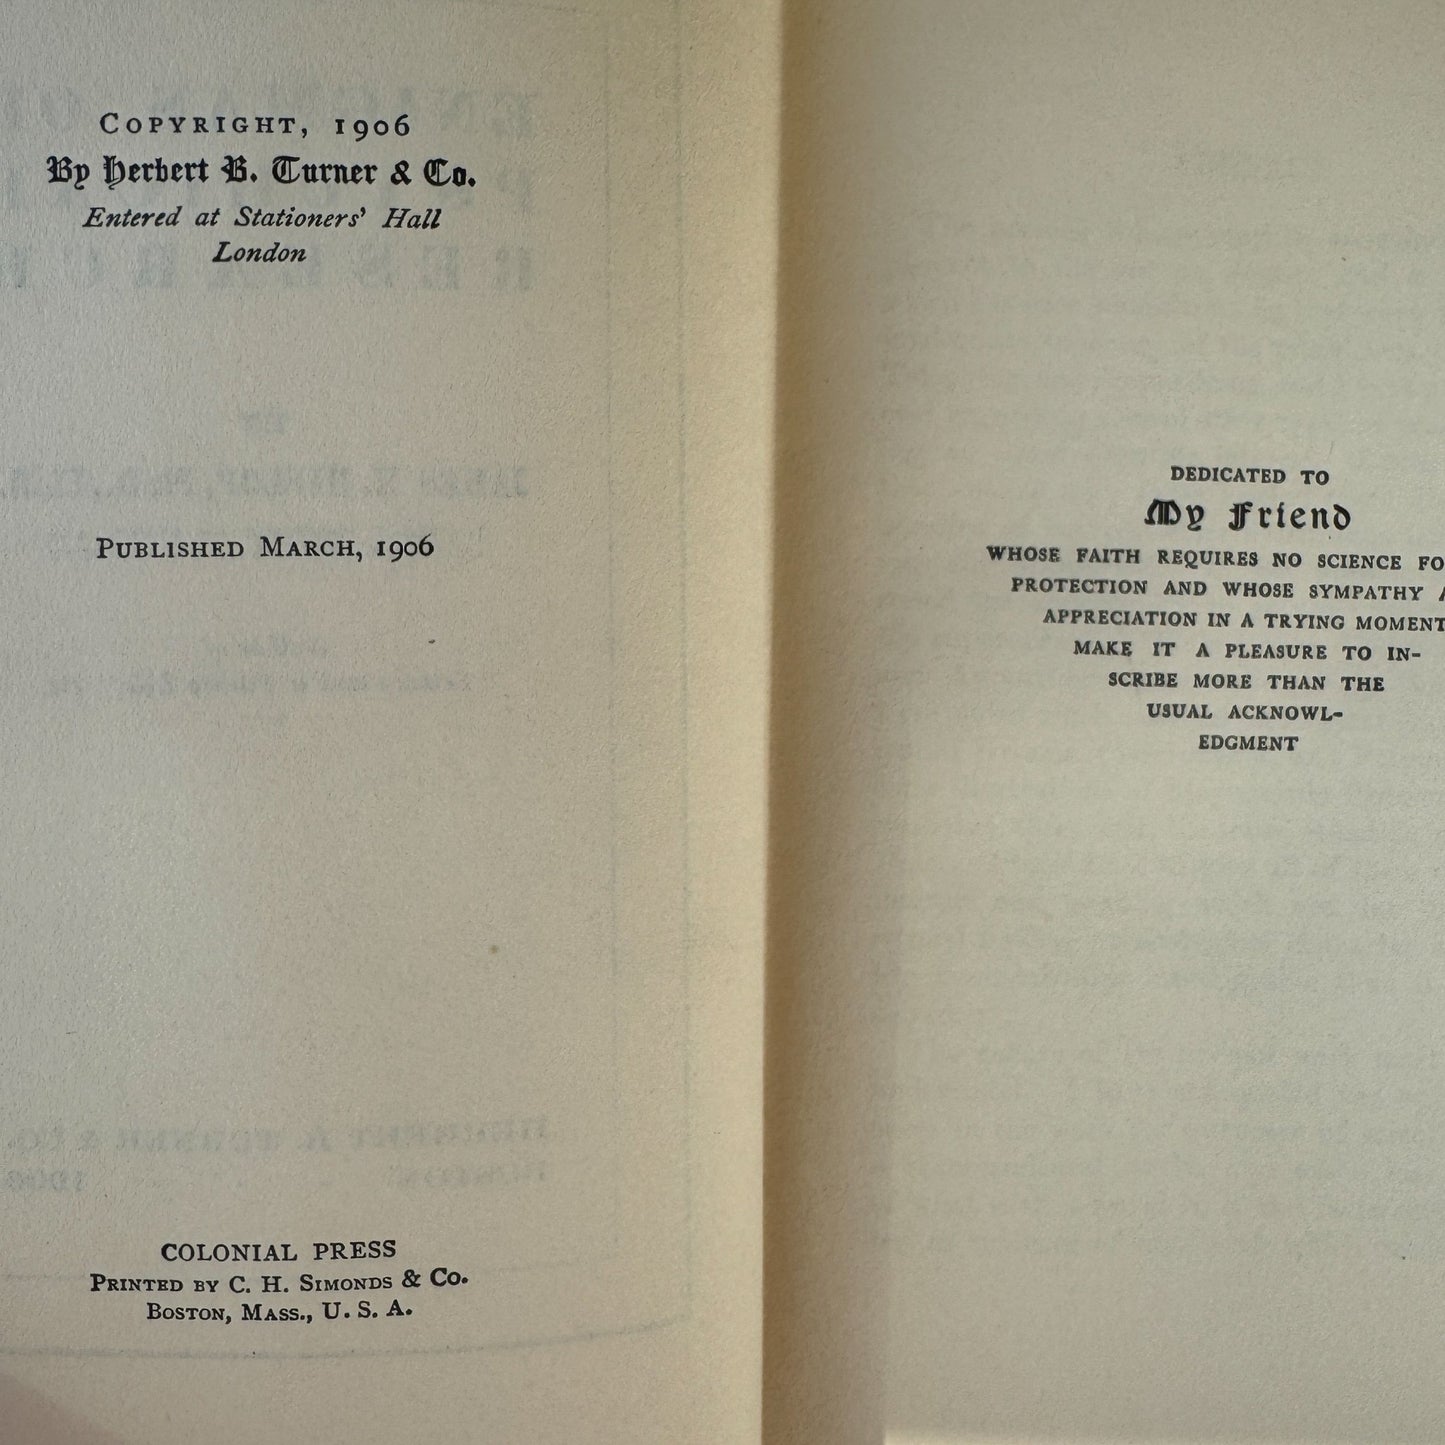 COPYRIGHT, 1906
By Herbert B. Turner & Co.
Entered at Stationers' Hall
London
PUBLISHED MARCH, 1906
COLONIAL PRESS
PRINTED BY C. H. SIMONDS & CO.
BOSTON, MASS., U. S. A.
DEDICATED TO
My Friend
WHOSE FAITH REQUIRES NO SCIENCE FO
PROTECTION AND WHOSE SYMPATHY
APPRECIATION IN A TRYING MOMENT
MAKE IT A PLEASURE TO IN-
SCRIBE MORE THAN THE
USUAL ACKNOWL-
EDGMENT